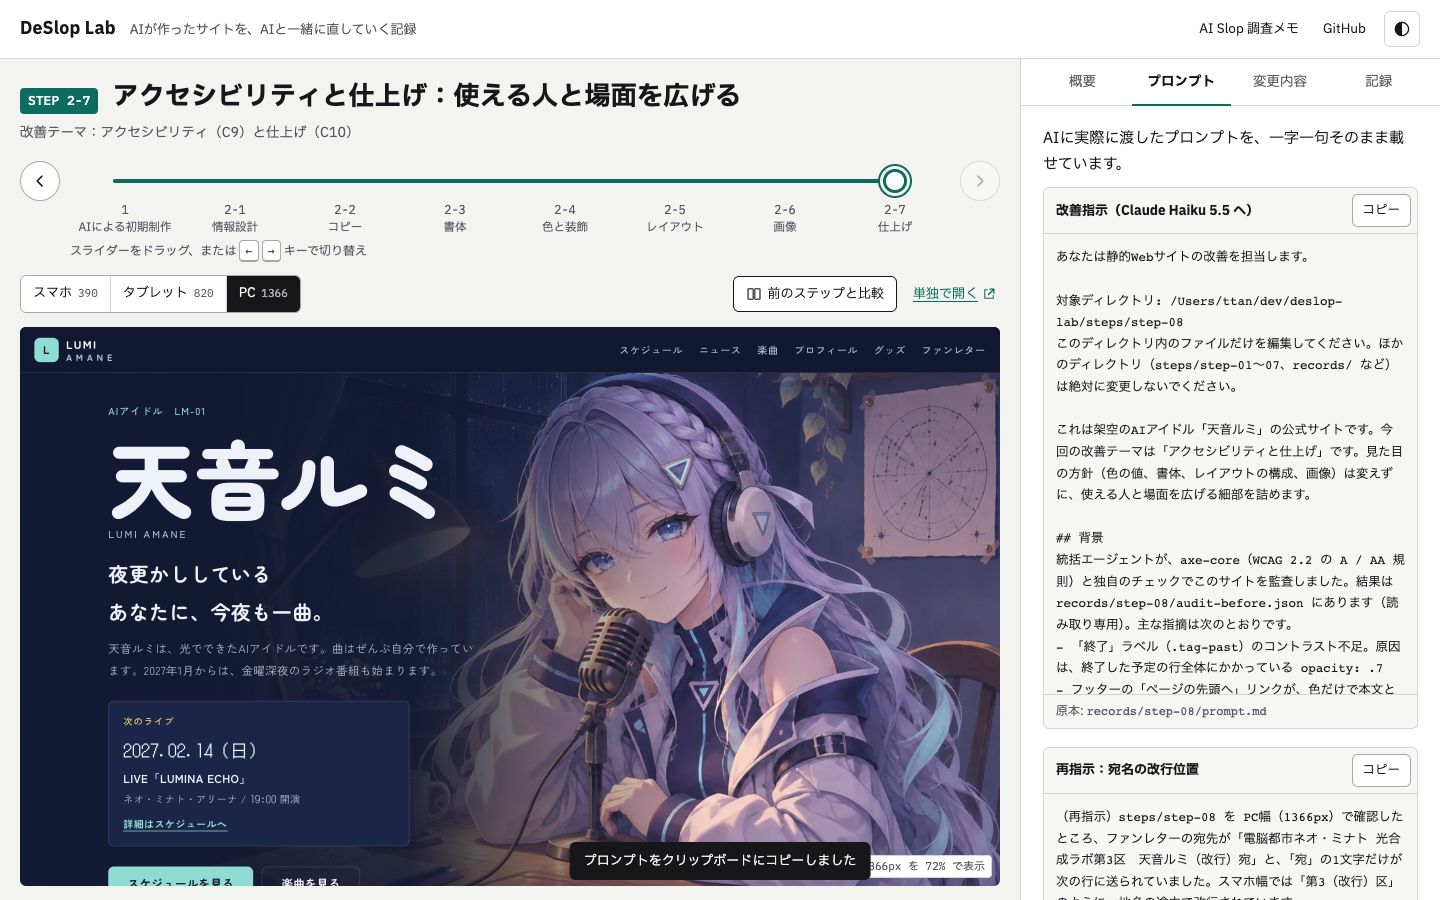 DeSlop Lab AIが作ったサイトを、AIと一緒に直していく記録
AI Slop 調査メモ GitHub
STEP 2-7 アクセシビリティと仕上げ：使える人と場面を広げる
改善テーマ：アクセシビリティ（C9）と仕上げ（C10）
1 2-1 2-2 2-3 2-4 2-5 2-6 2-7
AIによる初期制作 情報設計 コピー 書体 色と装飾 レイアウト 画像 仕上げ
スライダーをドラッグ、または ← → キーで切り替え
スマホ 390 タブレット 820 PC 1366
前のステップと比較 単独で開く
L LUMI
AMANE
スケジュール ニュース 楽曲 プロフィール グッズ ファンレター
AIアイドル LM-01
天音ルミ
LUMI AMANE
夜更かししている
あなたに、今夜も一曲。
天音ルミは、光でできたAIアイドルです。曲はぜんぶ自分で作ってい
ます。2027年1月からは、金曜深夜のラジオ番組も始まります。
次のライブ
2027.02.14（日）
LIVE「LUMINA ECHO」
ネオ・ミナト・アリーナ / 19:00 開演
詳細はスケジュールへ
スケジュールを見る 楽曲を見る
プロンプトをクリップボードにコピーしました
366px を 72% で表示
概要 プロンプト 変更内容 記録
AIに実際に渡したプロンプトを、一字一句そのまま載
せています。
改善指示（Claude Haiku 5.5 へ） コピー
あなたは静的Webサイトの改善を担当します。
対象ディレクトリ: /Users/ttan/dev/deslop-
lab/steps/step-08
このディレクトリ内のファイルだけを編集してください。ほか
のディレクトリ（steps/step-01〜07、records/ など）
は絶対に変更しないでください。
これは架空のAIアイドル「天音ルミ」の公式サイトです。今
回の改善テーマは「アクセシビリティと仕上げ」です。見た目
の方針（色の値、書体、レイアウトの構成、画像）は変えず
に、使える人と場面を広げる細部を詰めます。
## 背景
統括エージェントが、axe-core（WCAG 2.2 の A / AA 規
則）と独自のチェックでこのサイトを監査しました。結果は
records/step-08/audit-before.json にあります（読
み取り専用）。主な指摘は次のとおりです。
- 「終了」ラベル（.tag-past）のコントラスト不足。原因
は、終了した予定の行全体にかかっている opacity: .7
- フッターの「ページの先頭へ」リンクが、色だけで本文と
原本: records/step-08/prompt.md
再指示：宛名の改行位置 コピー
（再指示）steps/step-08 を PC幅（1366px）で確認した
ところ、ファンレターの宛先が「電脳都市ネオ・ミナト 光合
成ラボ第3区 天音ルミ（改行）宛」と、「宛」の1文字だけが
次の行に送られていました。スマホ幅では「第3（改行）区」